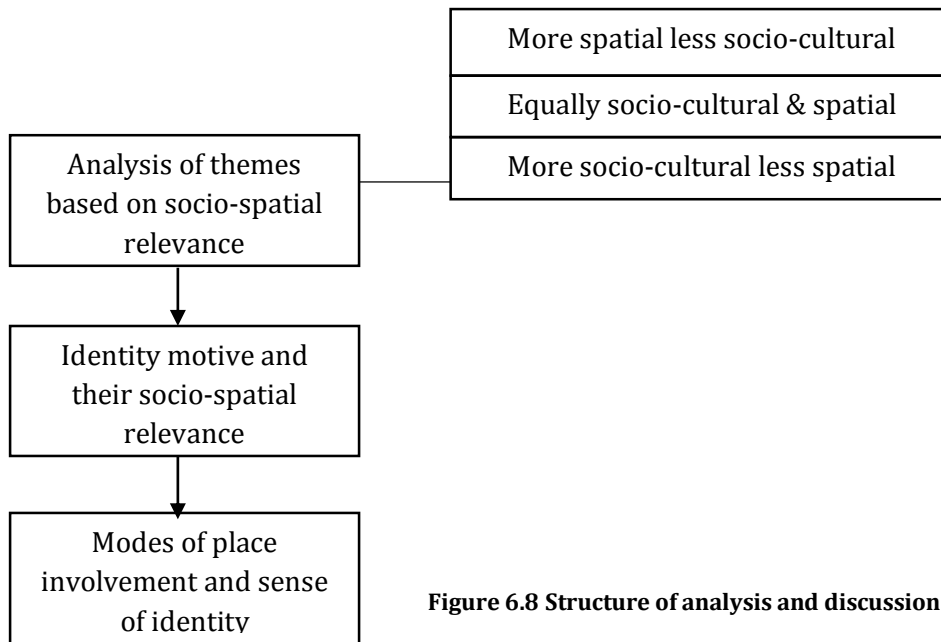 More spatial less socio-cultural
Equally socio-cultural & spatial
More socio-cultural less spatial
Analysis of themes
based on socio-spatial
relevance
Identity motive and
their socio-spatial
relevance
Modes of place
involvement and sense
of identity
Figure 6.8 Structure of analysis and discussion